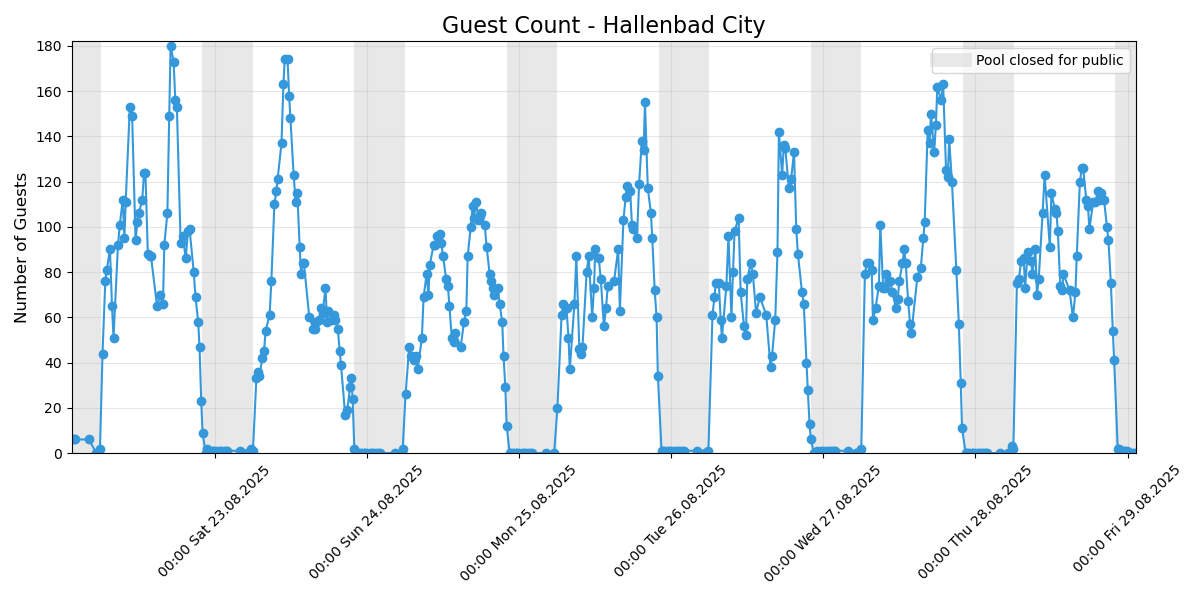 Guest Count - Hallenbad City
Pool closed for public
Number of Guests
180
160
140
120
100
80
60
40
20
0
00:00 Sat 23.08.2025
00:00 Sun 24.08.2025
00:00 Mon 25.08.2025
00:00 Tue 26.08.2025
00:00 Wed 27.08.2025
00:00 Thu 28.08.2025
00:00 Fri 29.08.2025